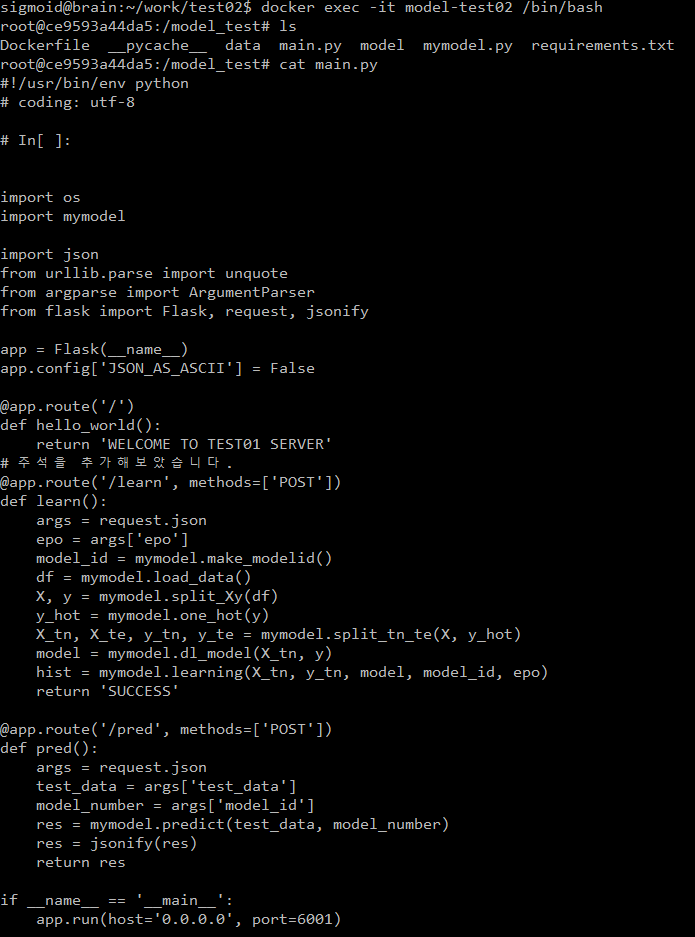 sigmoid@brain:~/work/test02$ docker exec -it model-test02 /bin/bash
root@ce9593a44da5:/model_test# ls
Dockerfile  __pycache__  data  main.py  model  mymodel.py  requirements.txt
root@ce9593a44da5:/model_test# cat main.py
#!/usr/bin/env python
# coding: utf-8

# In[ ]:


import os
import mymodel

import json
from urllib.parse import unquote
from argparse import ArgumentParser
from flask import Flask, request, jsonify

app = Flask(__name__)
app.config['JSON_AS_ASCII'] = False

@app.route('/')
def hello_world():
    return 'WELCOME TO TEST01 SERVER'
# 주석을 추가해보았습니다.
@app.route('/learn', methods=['POST'])
def learn():
    args = request.json
    epo = args['epo']
    model_id = mymodel.make_modelid()
    df = mymodel.load_data()
    X, y = mymodel.split_Xy(df)
    y_hot = mymodel.one_hot(y)
    X_tn, X_te, y_tn, y_te = mymodel.split_tn_te(X, y_hot)
    model = mymodel.dl_model(X_tn, y)
    hist = mymodel.learning(X_tn, y_tn, model, model_id, epo)
    return 'SUCCESS'

@app.route('/pred', methods=['POST'])
def pred():
    args = request.json
    test_data = args['test_data']
    model_number = args['model_id']
    res = mymodel.predict(test_data, model_number)
    res = jsonify(res)
    return res

if __name__ == '__main__':
    app.run(host='0.0.0.0', port=6001)